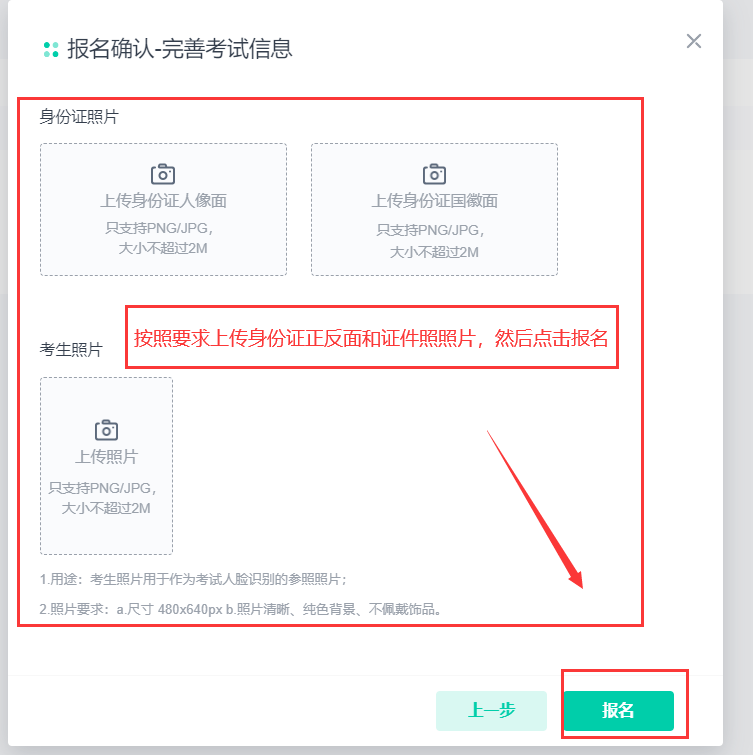 报名确认-完善考试信息
身份证照片
上传身份证人像面
只支持PNG/JPG，
大小不超过2M
上传身份证国徽面
只支持PNG/JPG，
大小不超过2M
按照要求上传身份证正反面和证件照照片，然后点击报名
考生照片
上传照片
只支持PNG/JPG，
大小不超过2M
1.用途：考生照片用于作为考试人脸识别的参照照片；
2.照片要求：a.尺寸 480x640px b.照片清晰、纯色背景、不佩戴饰品。
上一步
报名